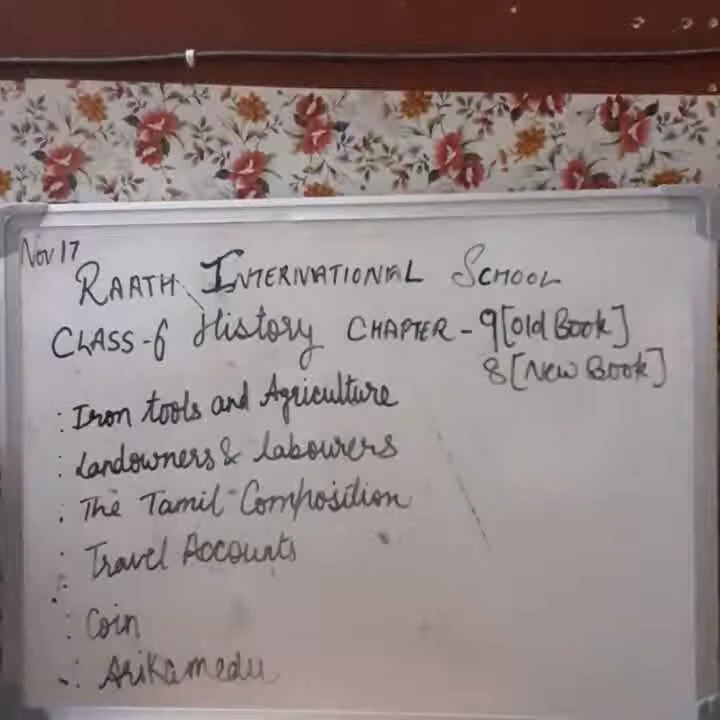 Nov 17
RAATH INTERNATIONAL SCHOOL
CLASS-6 History CHAPTER - 9 [Old Book]
8 [New Book]
: Iron tools and Agriculture
: Landowners & Labourers
: The Tamil Composition
: Travel Accounts
: Coin
: Arikamedu